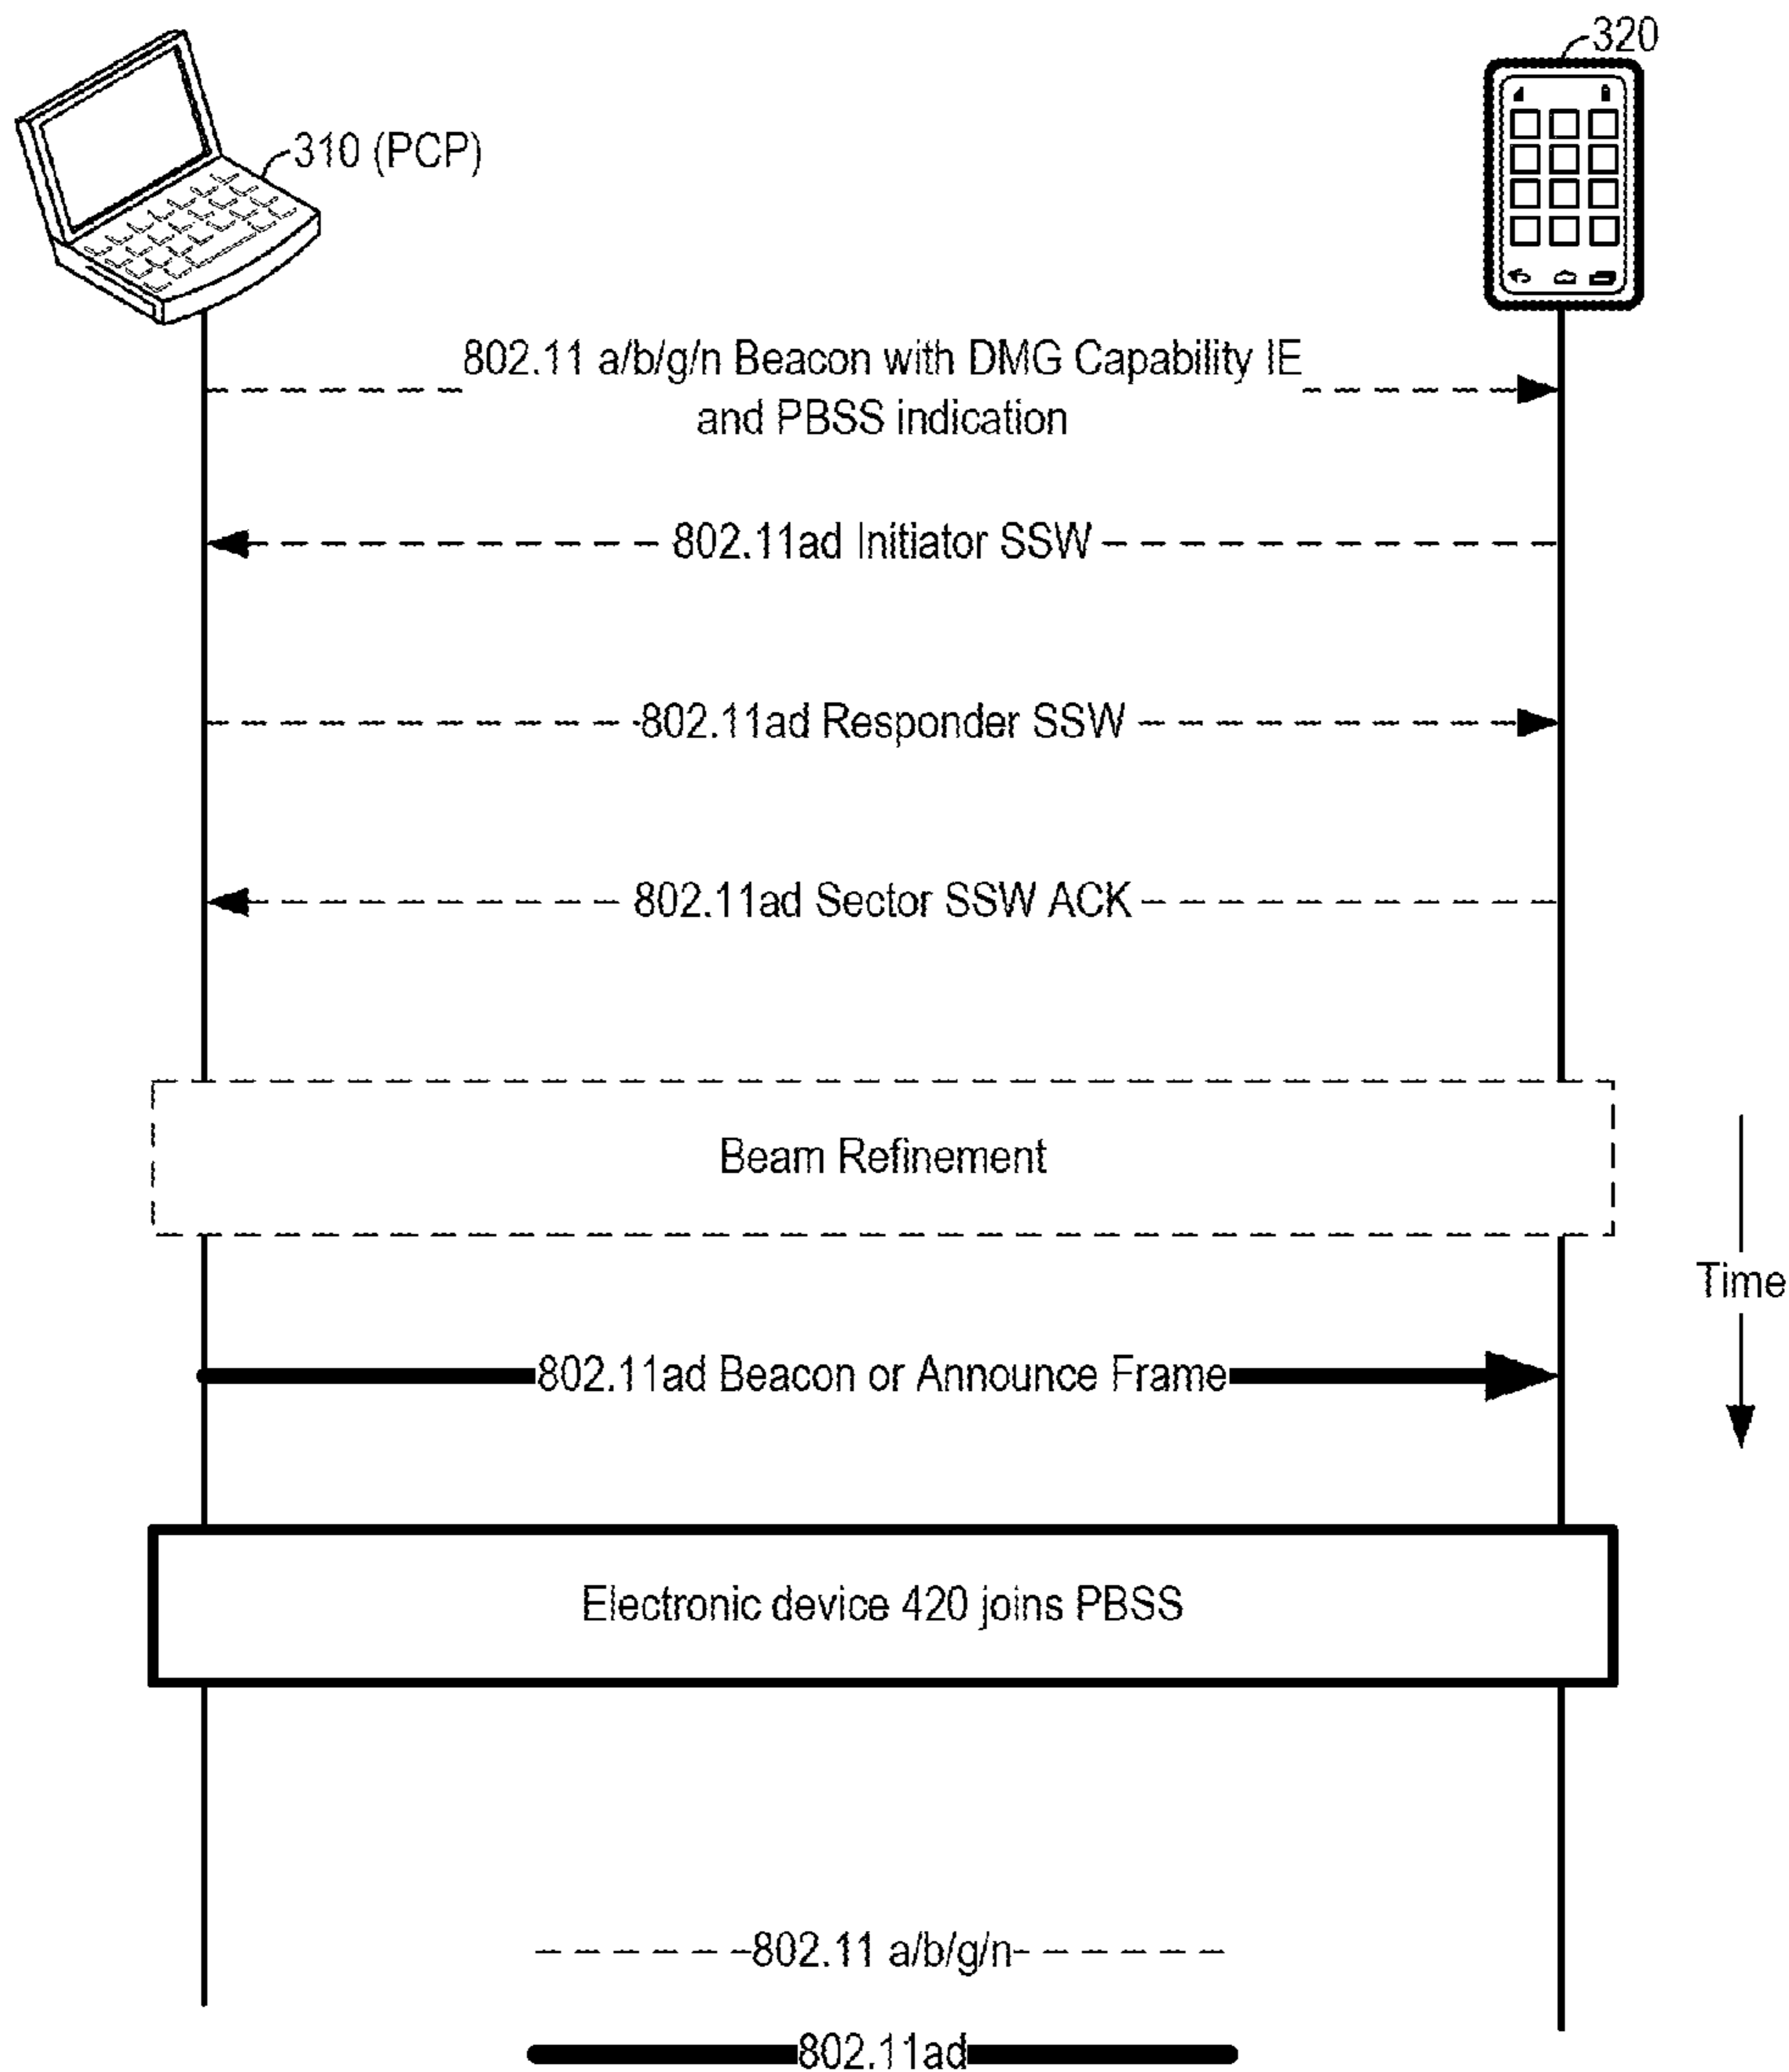 320
310 (PCP)
802.11 a/b/g/n Beacon with DMG Capability IE
and PBSS indication
802.11ad Initiator SSW
802.11ad Responder SSW
802.11ad Sector SSW ACK
Beam Refinement
Time
802.11ad Beacon or Announce Frame
Electronic device 420 joins PBSS
802.11 a/b/g/n
802.11ad